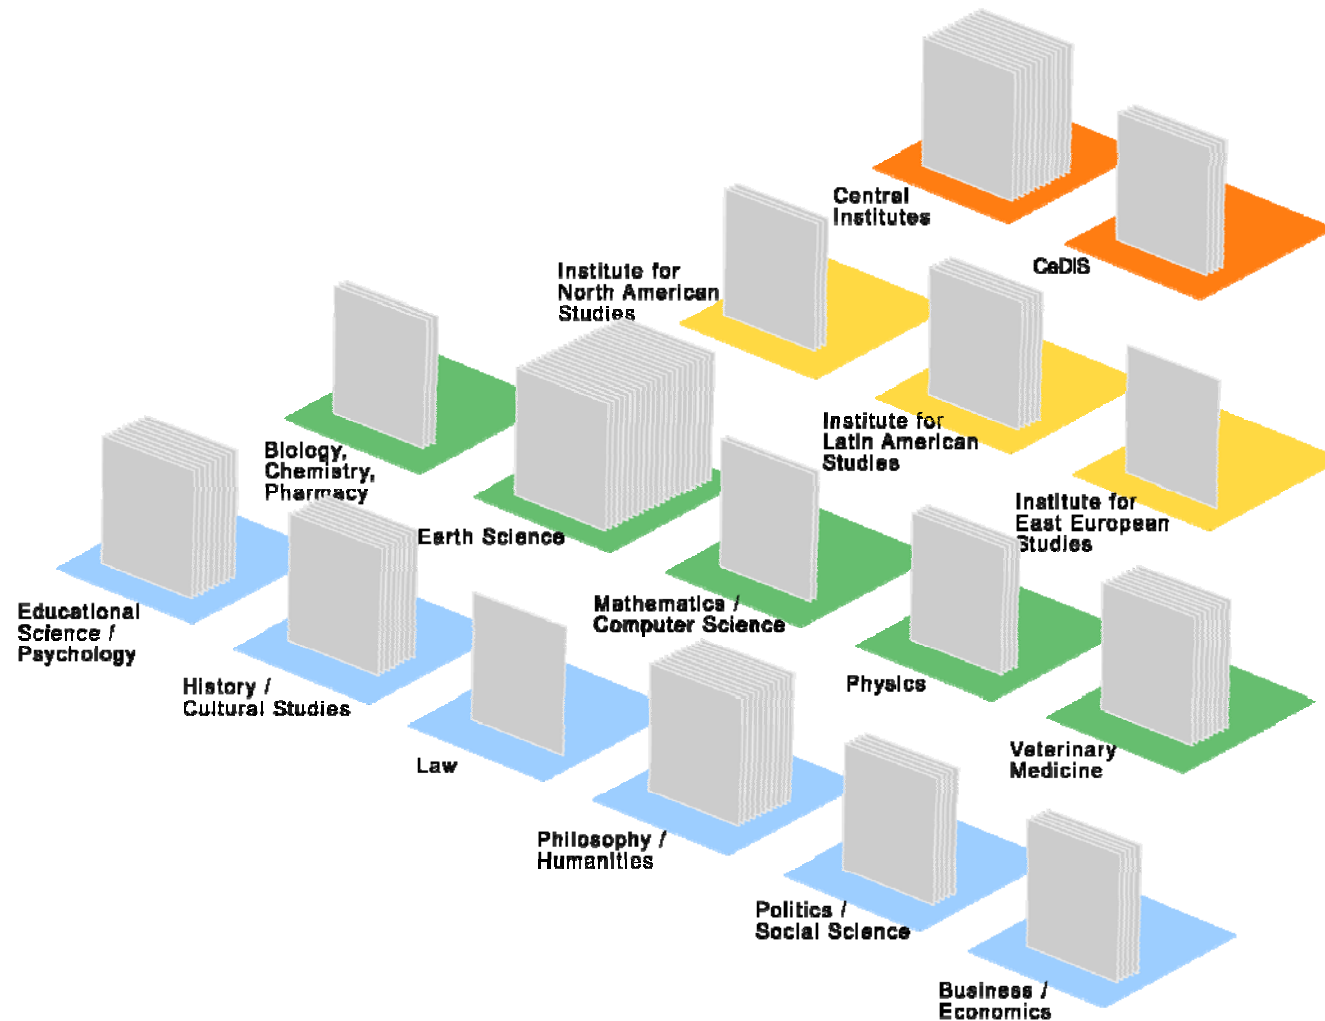 Central
Institutes
CeDIS
Institute for
North American
Studies
Institute for
Latin American
Studies
Institute for
East European
Studies
Biology,
Chemistry,
Pharmacy
Earth Science
Mathematics /
Computer Science
Physics
Veterinary
Medicine
Educational
Science /
Psychology
History /
Cultural Studies
Law
Philosophy /
Humanities
Politics /
Social Science
Business /
Economics